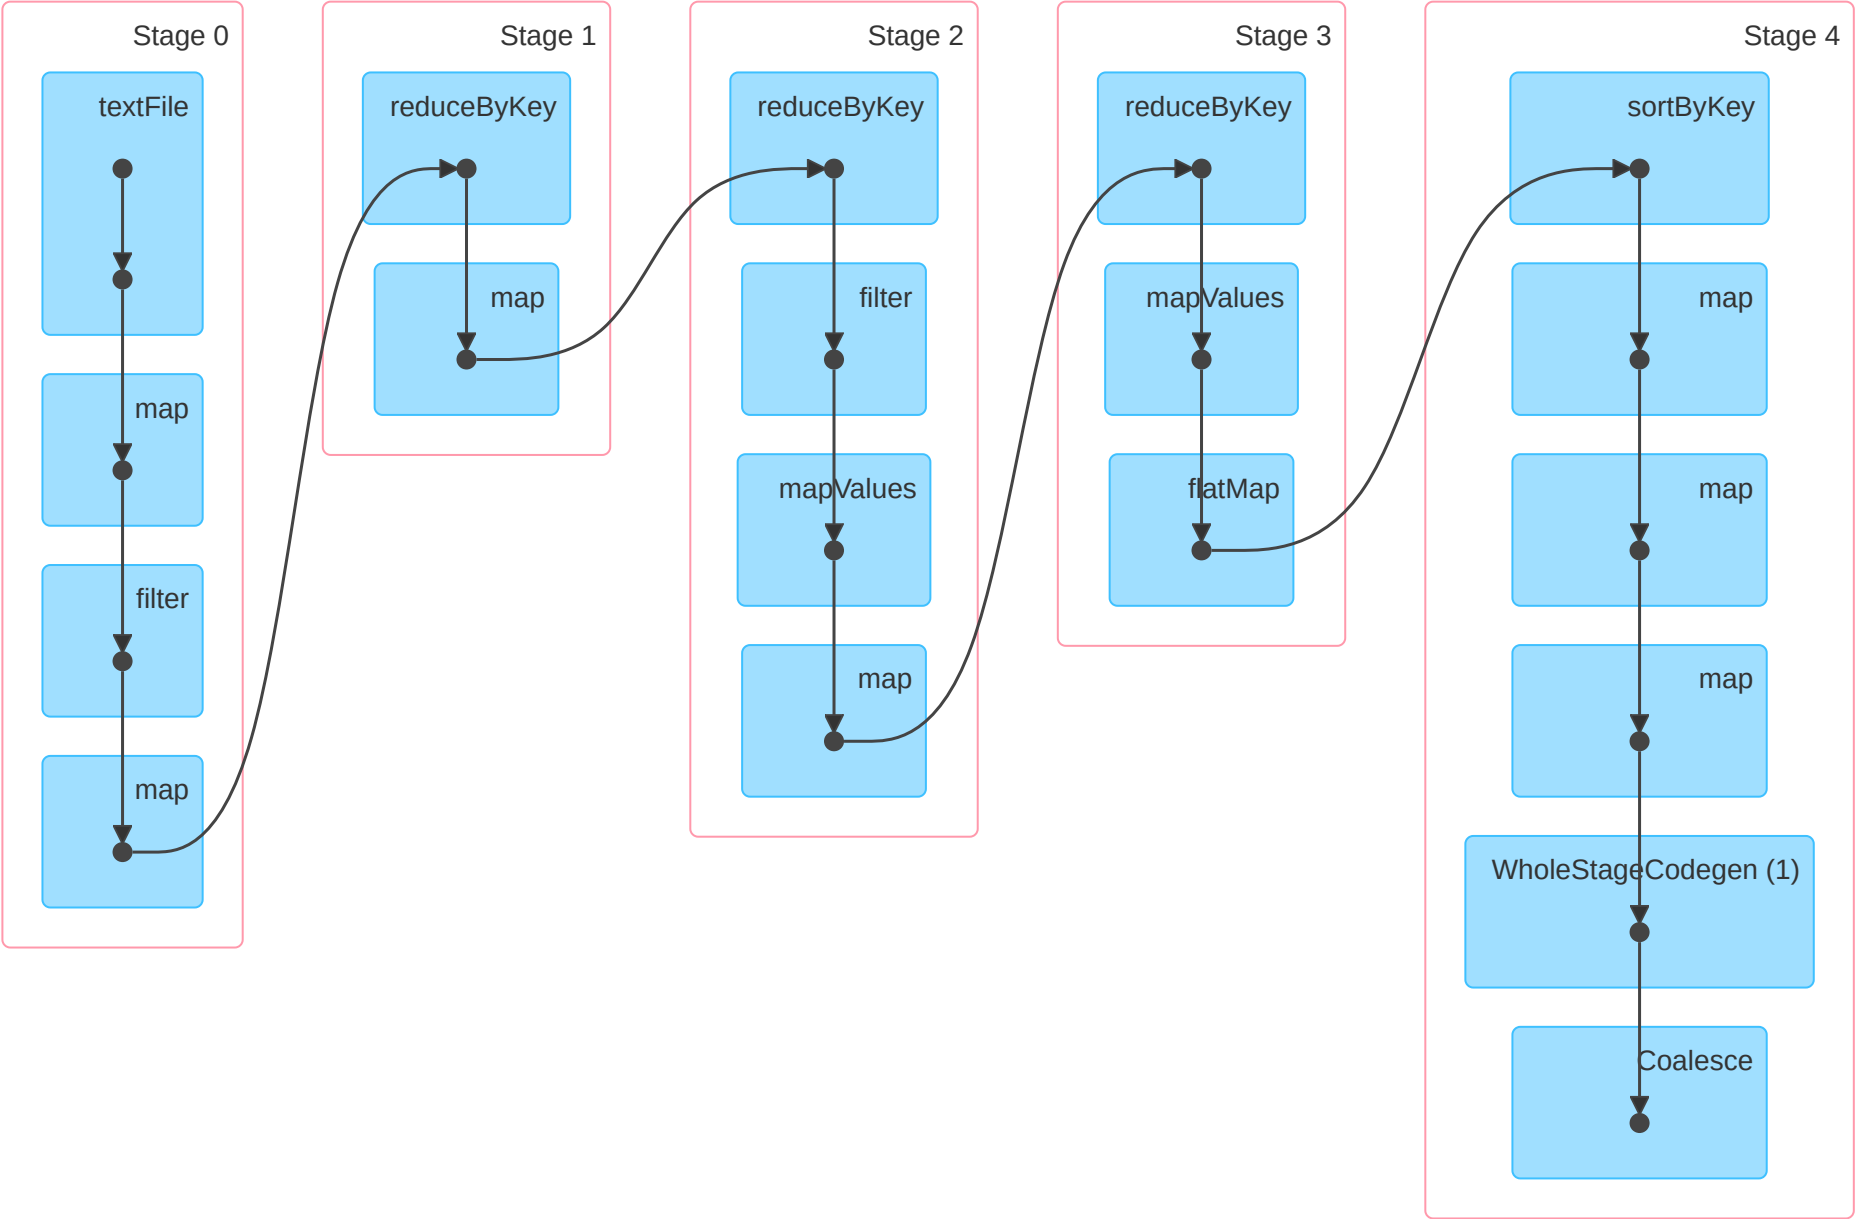 Stage 0
textFile
map
filter
map
Stage 1
reduceByKey
map
Stage 2
reduceByKey
filter
mapValues
map
Stage 3
reduceByKey
mapValues
flatMap
Stage 4
sortByKey
map
map
map
WholeStageCodegen (1)
Coalesce